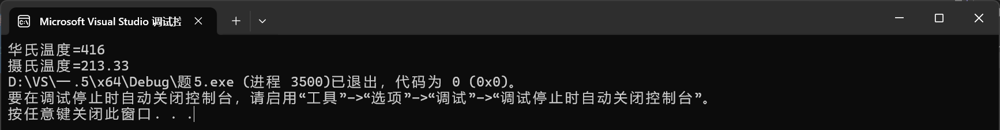 Microsoft Visual Studio 调试控
华氏温度=416
摄氏温度=213.33
D:\VS\一.5\x64\Debug\题5.exe (进程 3500)已退出，代码为 0 (0x0)。
要在调试停止时自动关闭控制台，请启用“工具”->“选项”->“调试”->“调试停止时自动关闭控制台”。
按任意键关闭此窗口. . .